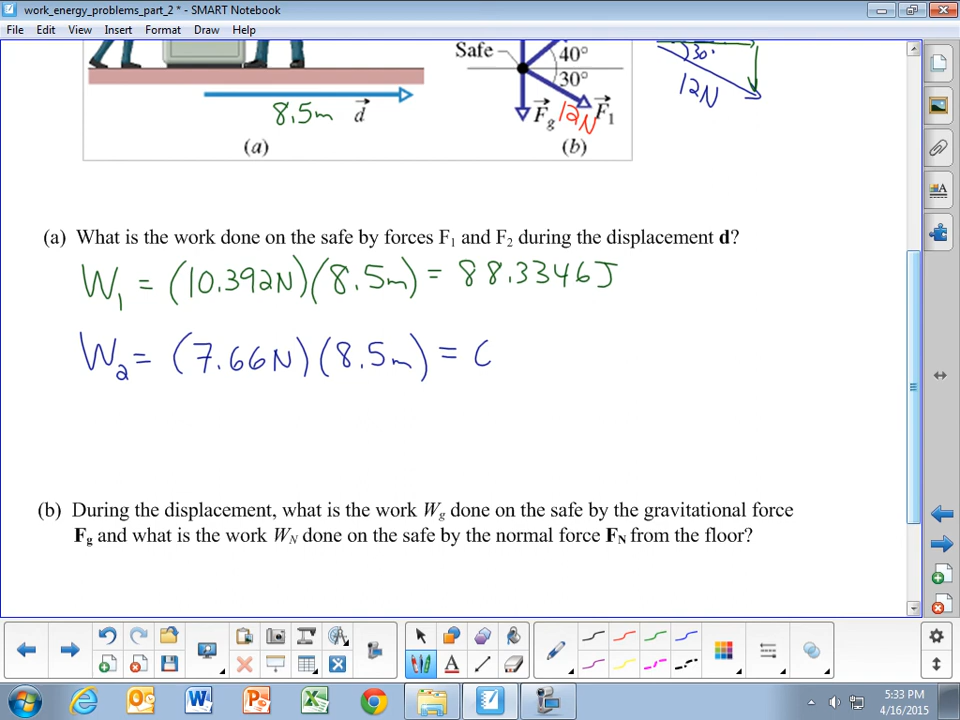 work_energy_problems_part_2 * - SMART Notebook
File Edit View Insert Format Draw Help
Safe
40°
30°
30°
12N
8.5m d
Fg 12N F1
(a) (b)
(a) What is the work done on the safe by forces F1 and F2 during the displacement d?
W1 = (10.392N)(8.5m) = 88.3346J
W2 = (7.66N)(8.5m) =
(b) During the displacement, what is the work Wg done on the safe by the gravitational force
Fg and what is the work WN done on the safe by the normal force FN from the floor?
5:33 PM
4/16/2015